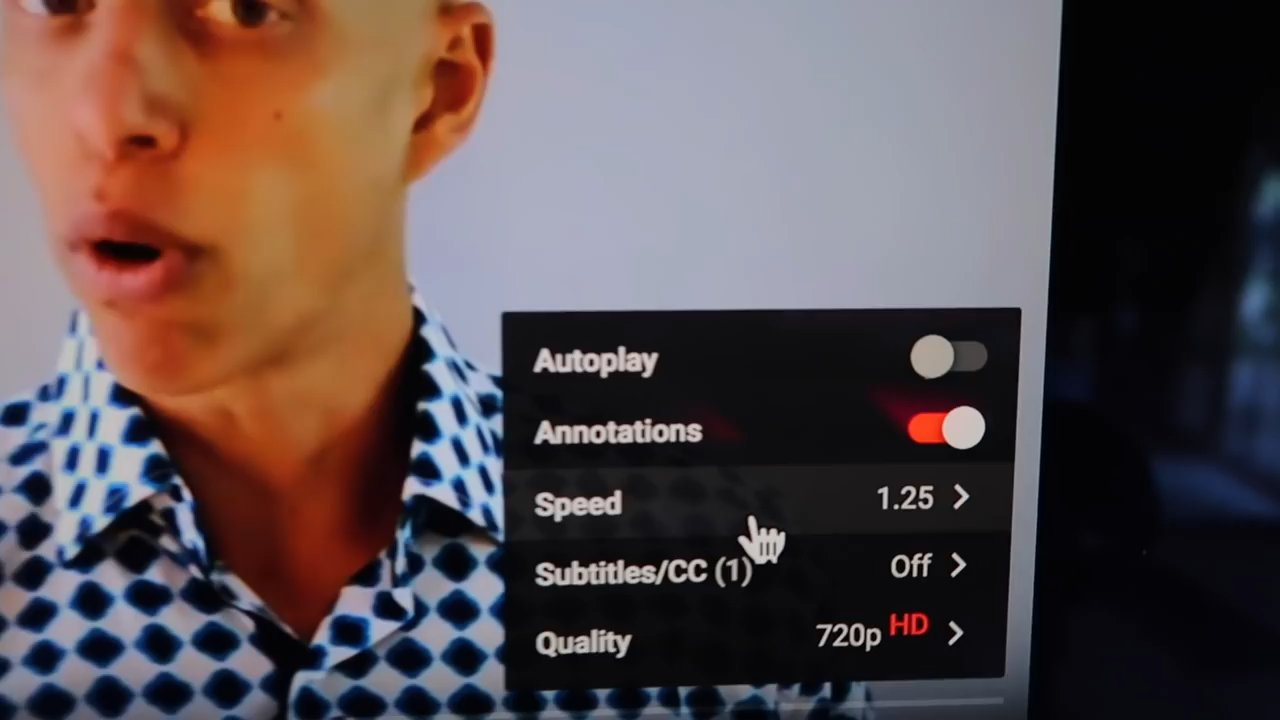 Autoplay
Annotations
Speed 1.25
Subtitles/CC (1) Off
Quality 720p HD